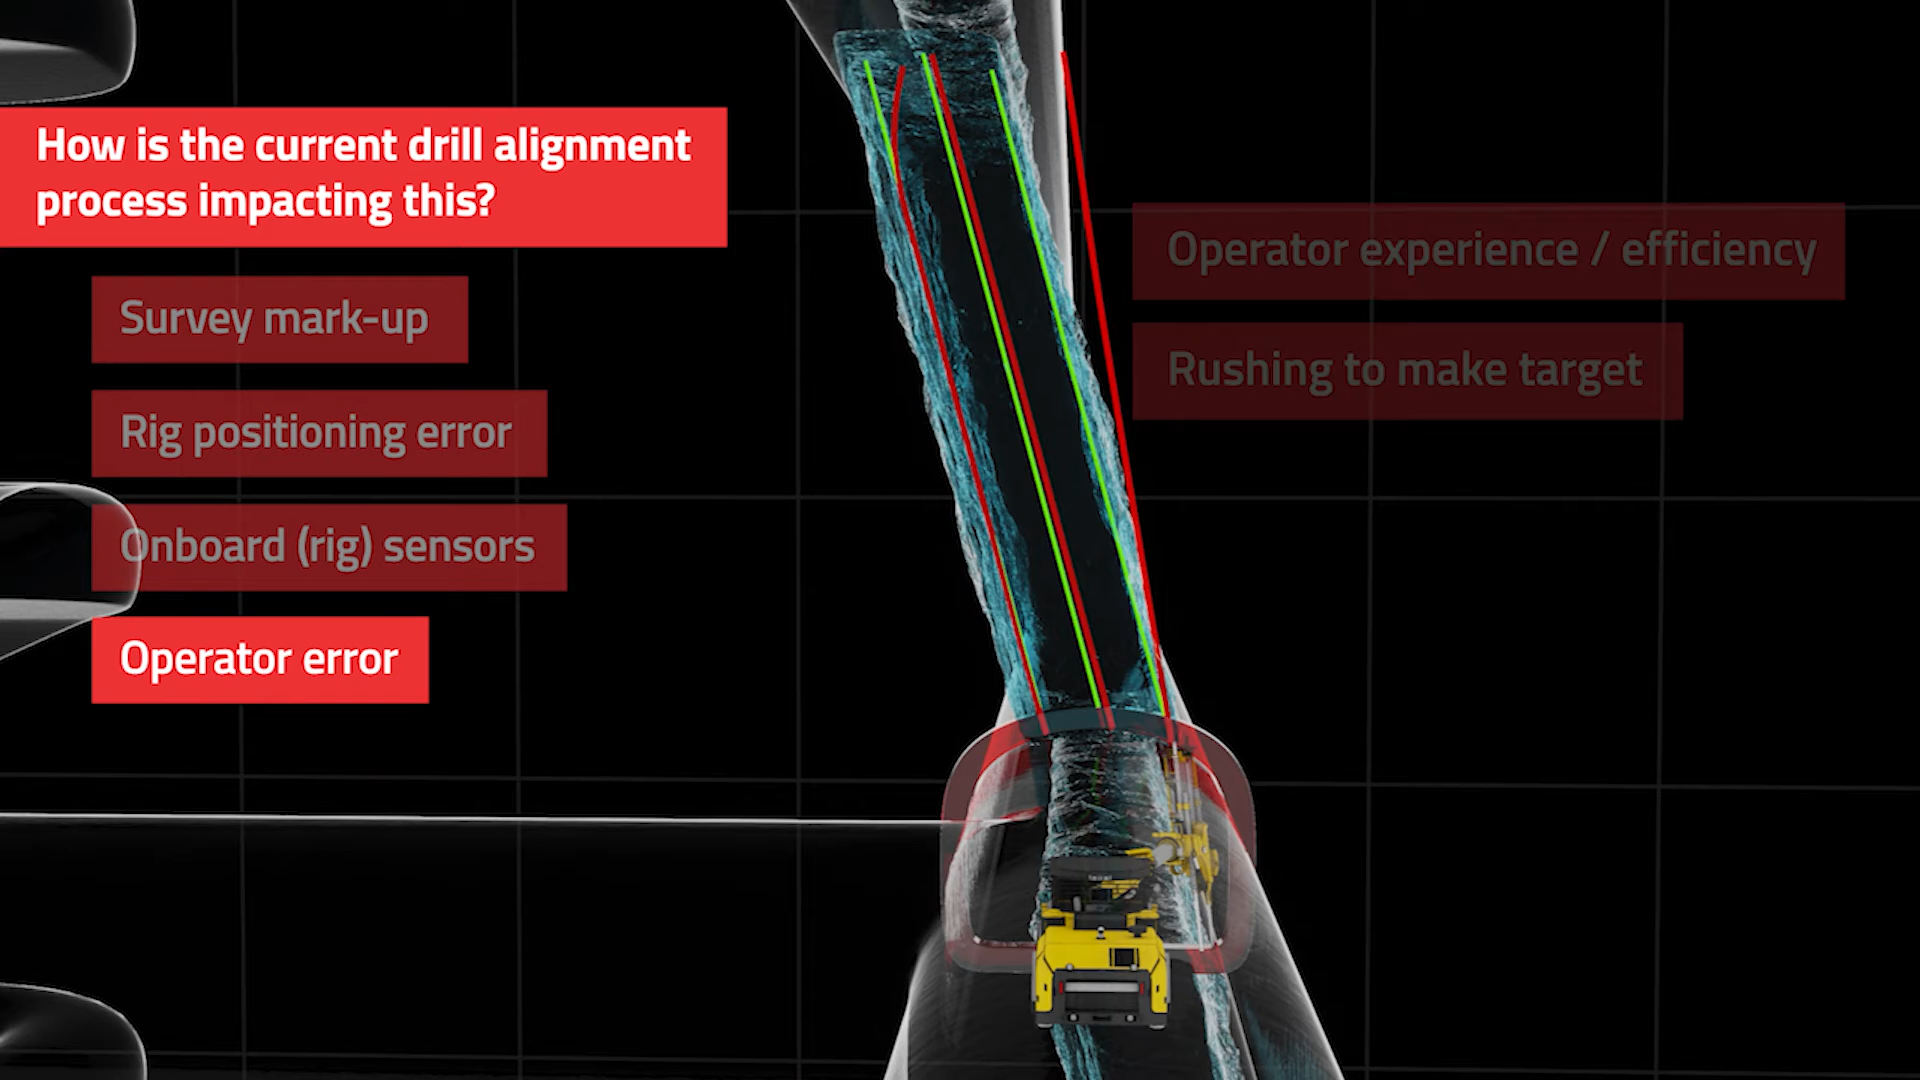 How is the current drill alignment
process impacting this?
Survey mark-up
Rig positioning error
Onboard (rig) sensors
Operator error
Operator experience / efficiency
Rushing to make target